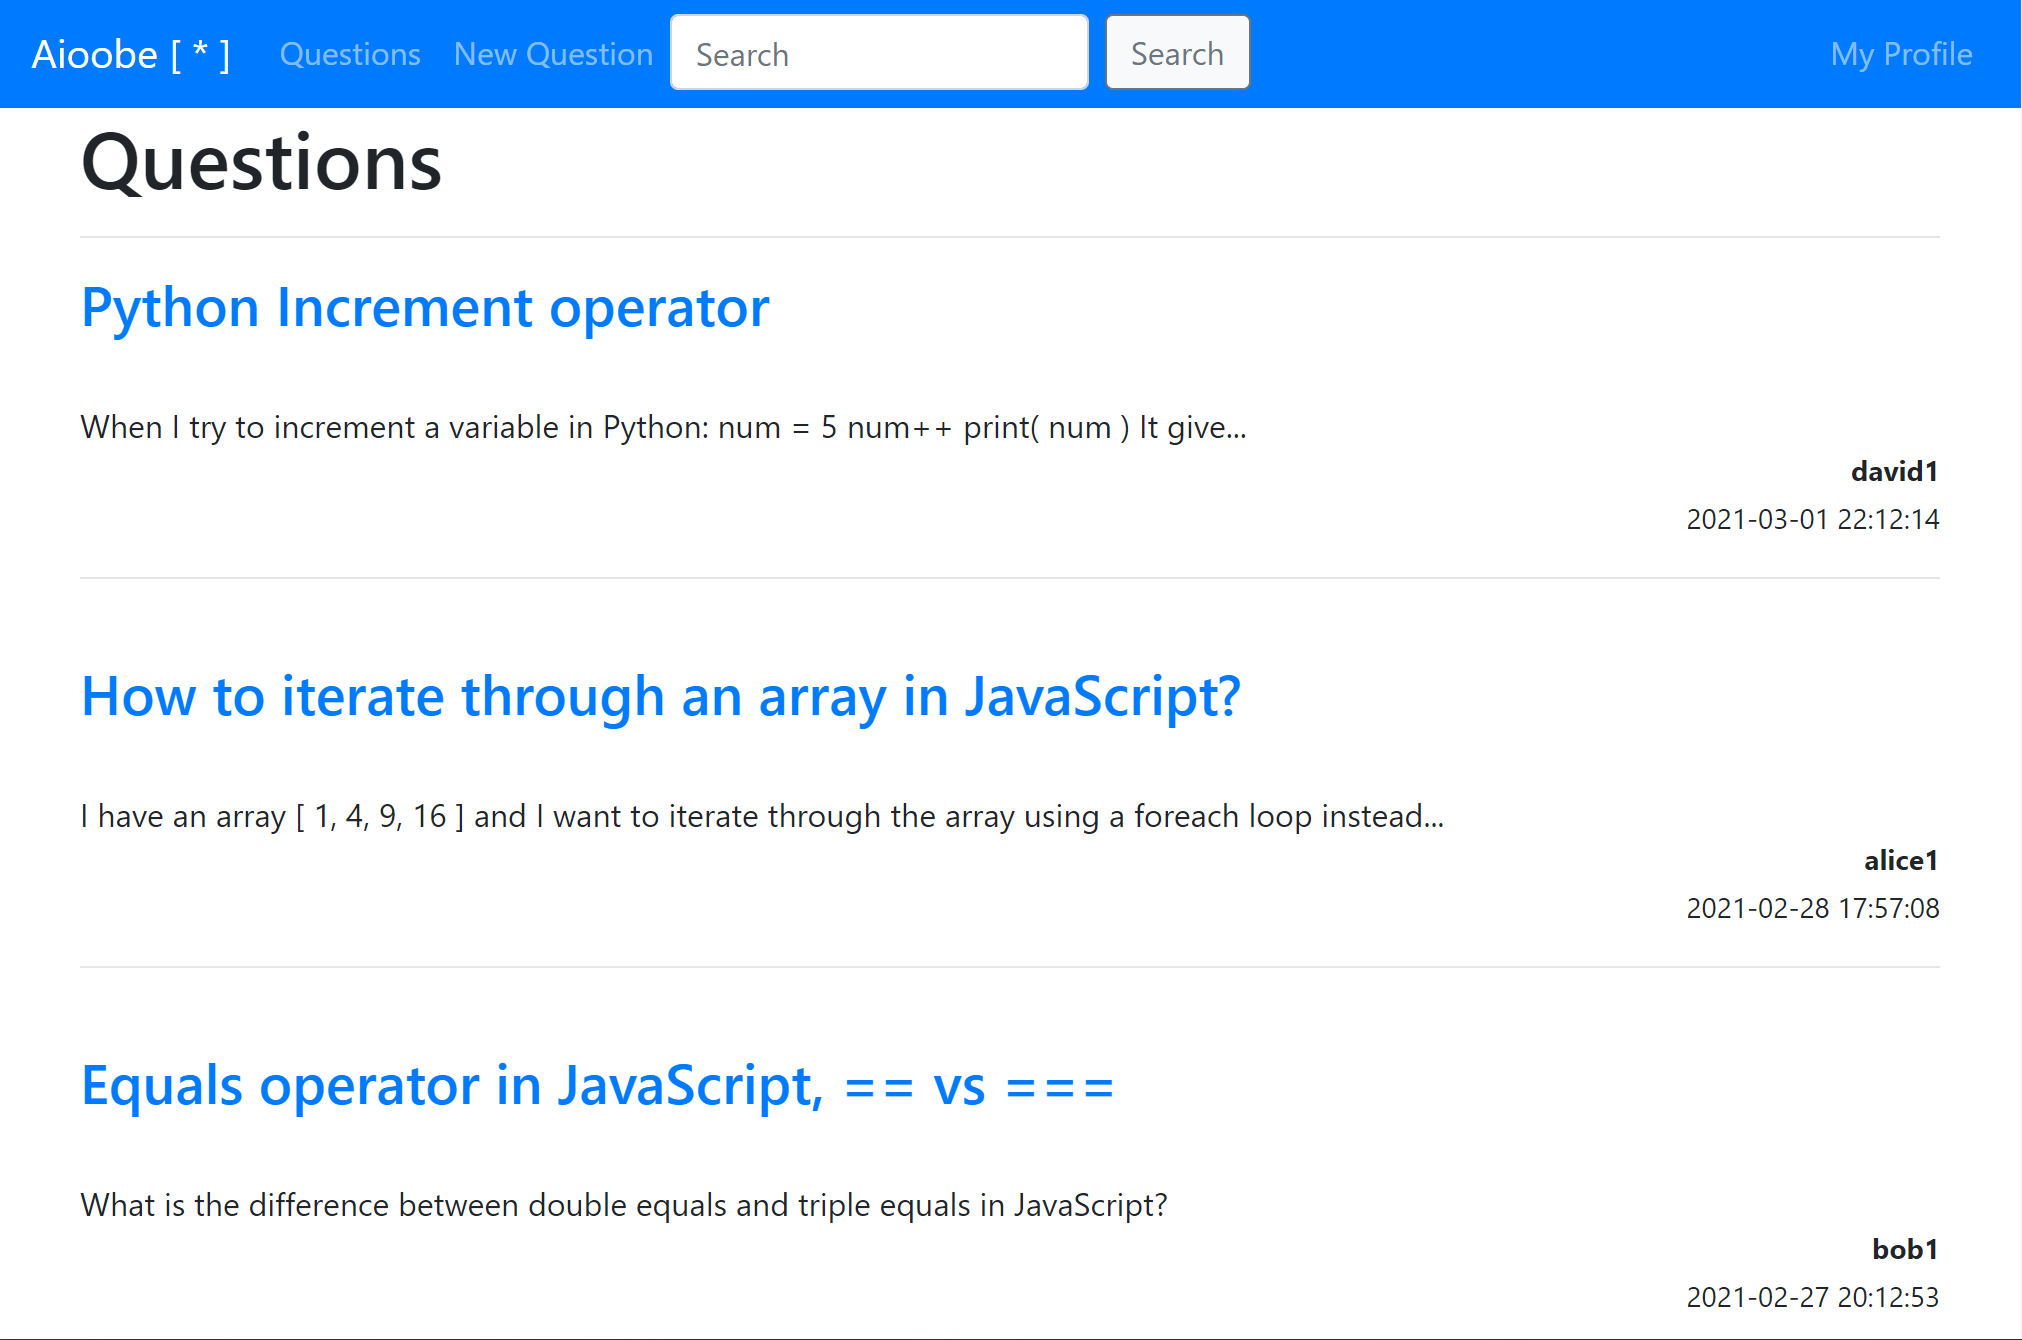 Aioobe [ * ] Questions New Question Search Search My Profile
Questions
Python Increment operator
When I try to increment a variable in Python: num = 5 num++ print( num ) It give...
david1
2021-03-01 22:12:14
How to iterate through an array in JavaScript?
I have an array [ 1, 4, 9, 16 ] and I want to iterate through the array using a foreach loop instead...
alice1
2021-02-28 17:57:08
Equals operator in JavaScript, == vs ===
What is the difference between double equals and triple equals in JavaScript?
bob1
2021-02-27 20:12:53